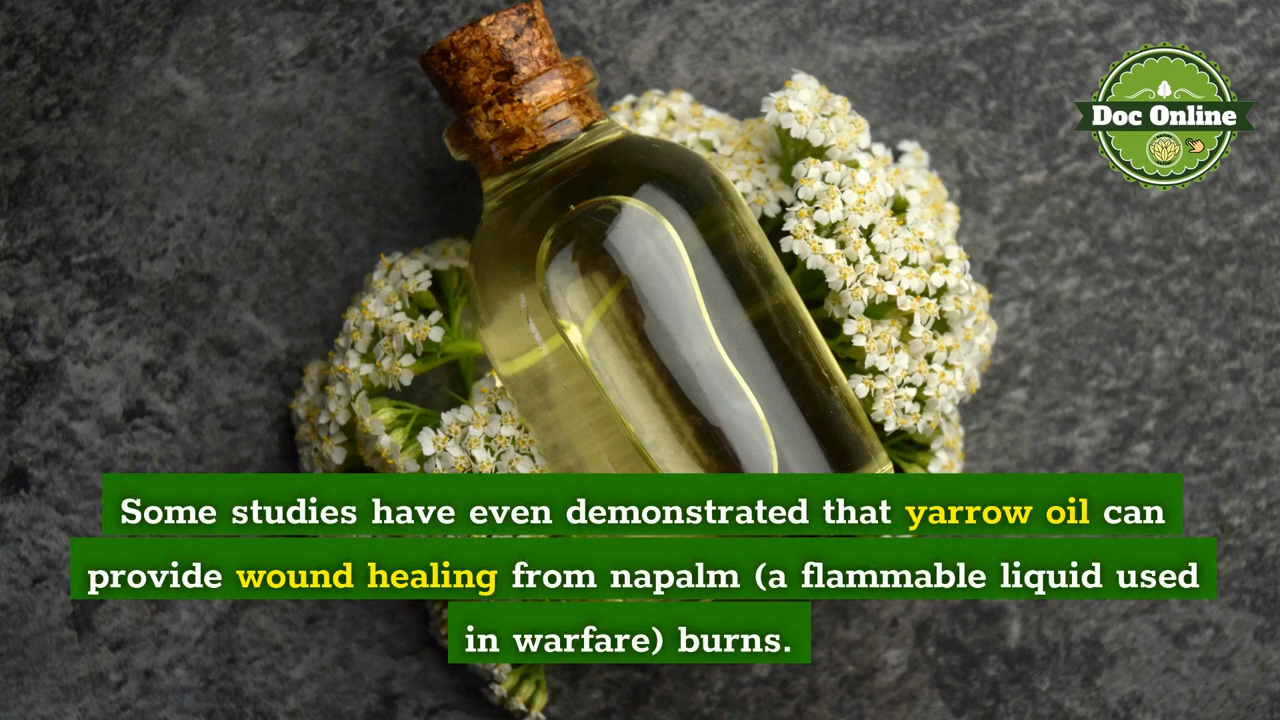 Doc Online
Some studies have even demonstrated that yarrow oil can
provide wound healing from napalm (a flammable liquid used
in warfare) burns.